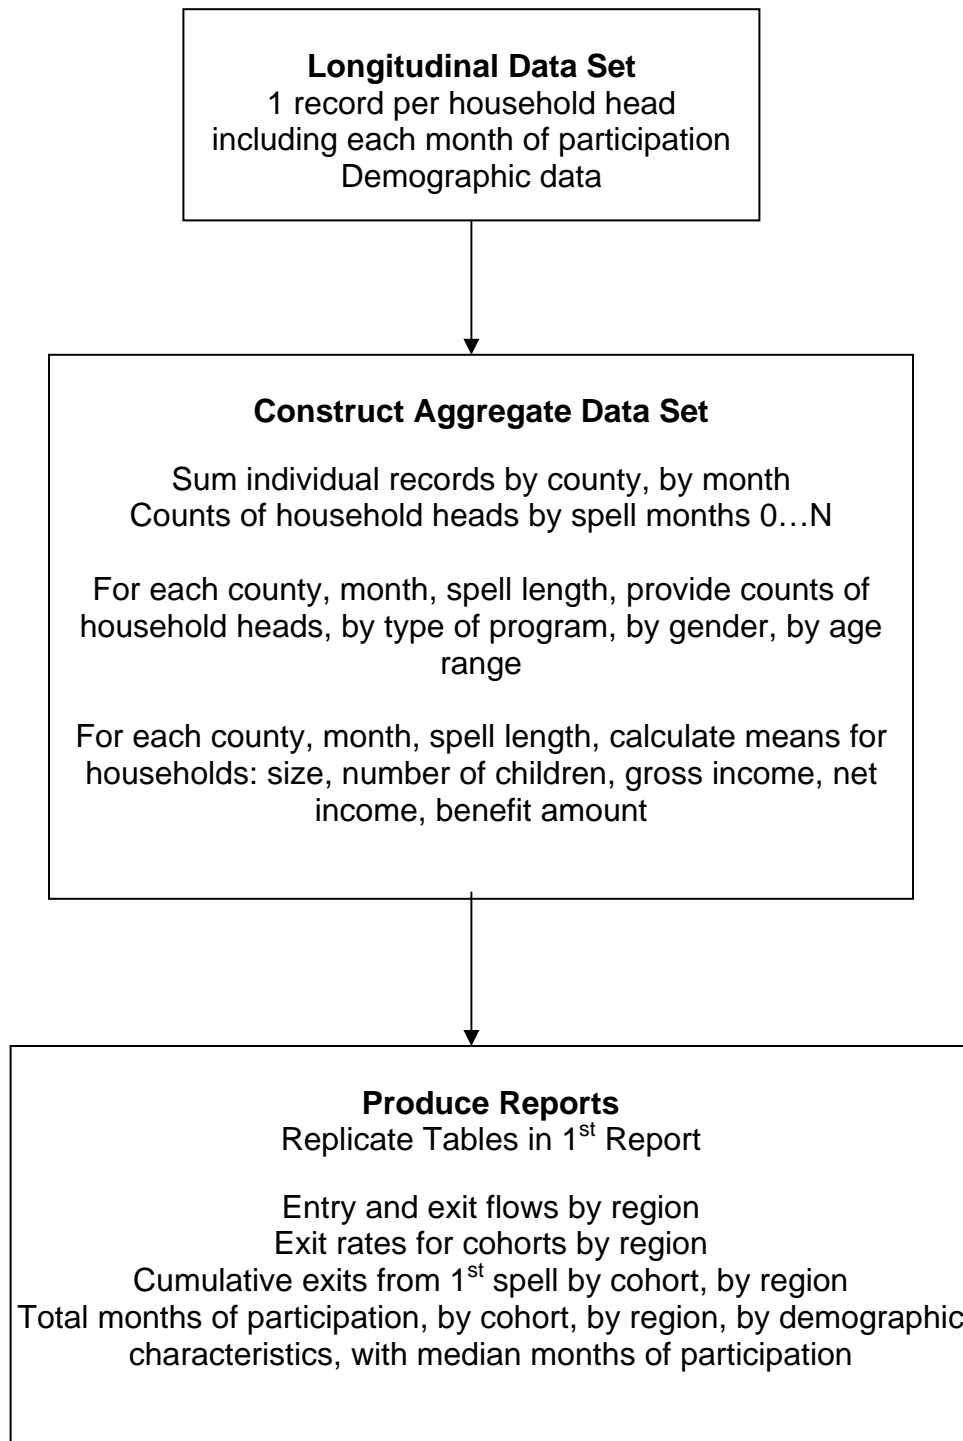 Longitudinal Data Set
1 record per household head
including each month of participation
Demographic data
Construct Aggregate Data Set
Sum individual records by county, by month
Counts of household heads by spell months 0…N
For each county, month, spell length, provide counts of
household heads, by type of program, by gender, by age
range
For each county, month, spell length, calculate means for
households: size, number of children, gross income, net
income, benefit amount
Produce Reports
Replicate Tables in 1st Report
Entry and exit flows by region
Exit rates for cohorts by region
Cumulative exits from 1st spell by cohort, by region
Total months of participation, by cohort, by region, by demographic
characteristics, with median months of participation